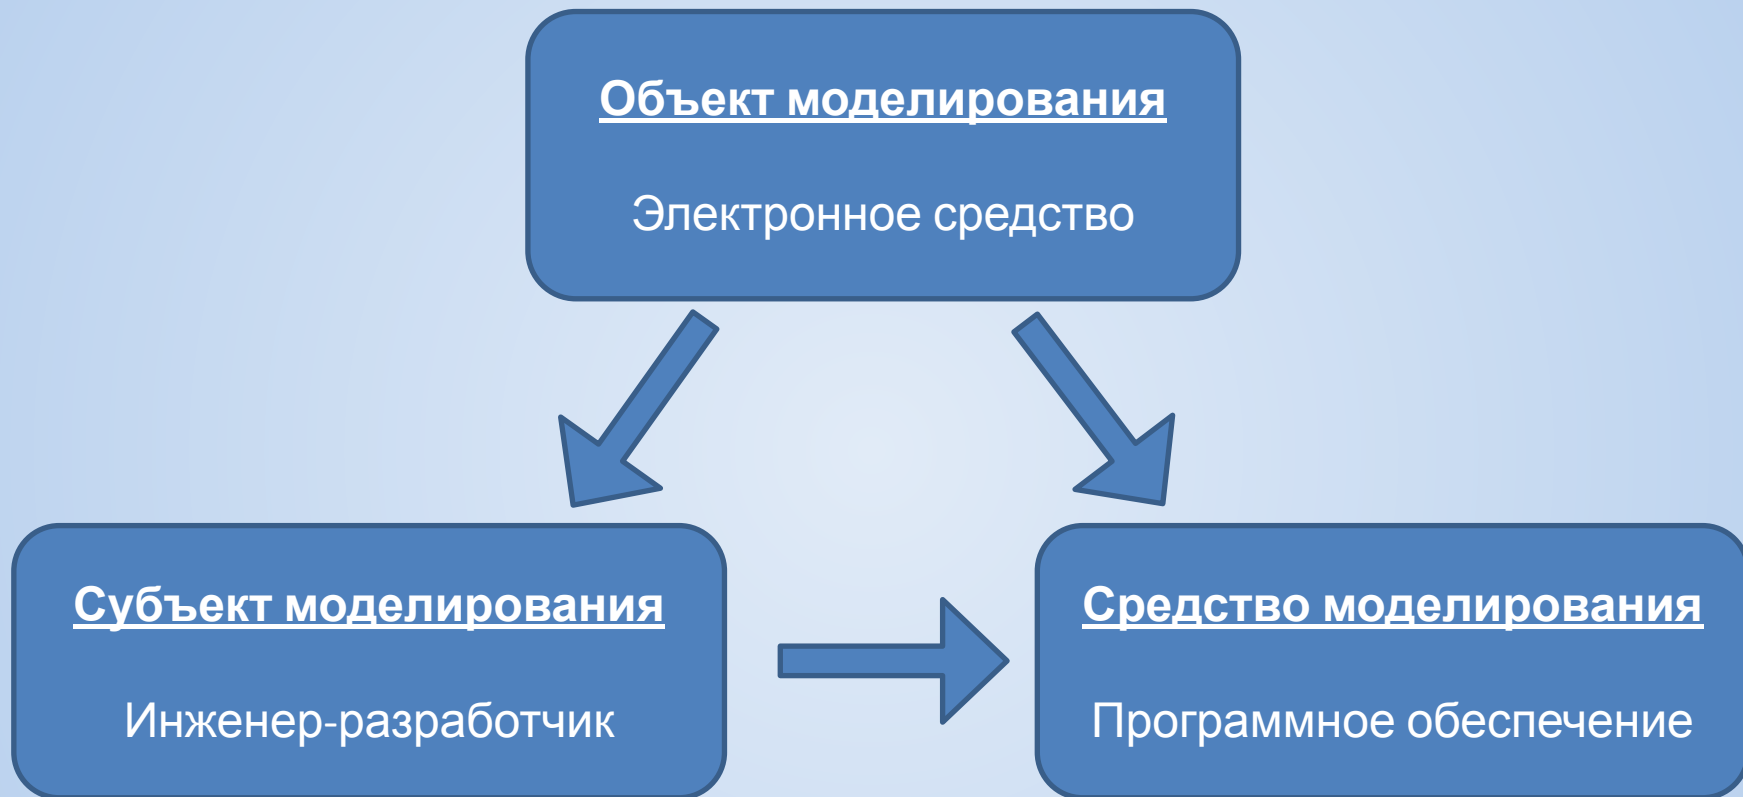 Объект моделирования
Электронное средство
Субъект моделирования
Инженер-разработчик
Средство моделирования
Программное обеспечение